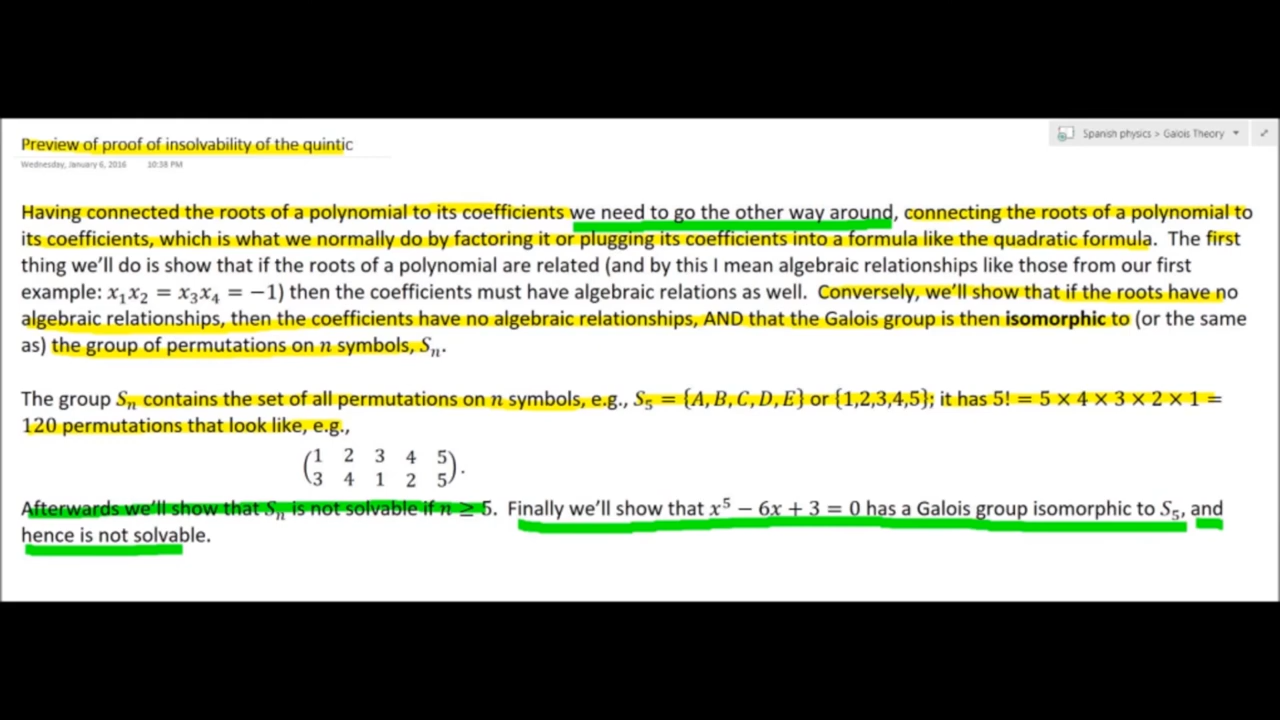 Preview of proof of insolvability of the quintic
Spanish physics > Galois Theory
Wednesday, January 6, 2016 10:38 PM
Having connected the roots of a polynomial to its coefficients we need to go the other way around, connecting the roots of a polynomial to
its coefficients, which is what we normally do by factoring it or plugging its coefficients into a formula like the quadratic formula. The first
thing we'll do is show that if the roots of a polynomial are related (and by this I mean algebraic relationships like those from our first
example: x₁x₂ = x₃x₄ = −1) then the coefficients must have algebraic relations as well. Conversely, we'll show that if the roots have no
algebraic relationships, then the coefficients have no algebraic relationships, AND that the Galois group is then isomorphic to (or the same
as) the group of permutations on n symbols, Sₙ.
The group Sₙ contains the set of all permutations on n symbols, e.g., S₅ = {A, B, C, D, E} or {1,2,3,4,5}; it has 5! = 5 × 4 × 3 × 2 × 1 =
120 permutations that look like, e.g.,
(1 2 3 4 5
3 4 1 2 5).
Afterwards we'll show that Sₙ is not solvable if n ≥ 5. Finally we'll show that x⁵ − 6x + 3 = 0 has a Galois group isomorphic to S₅, and
hence is not solvable.